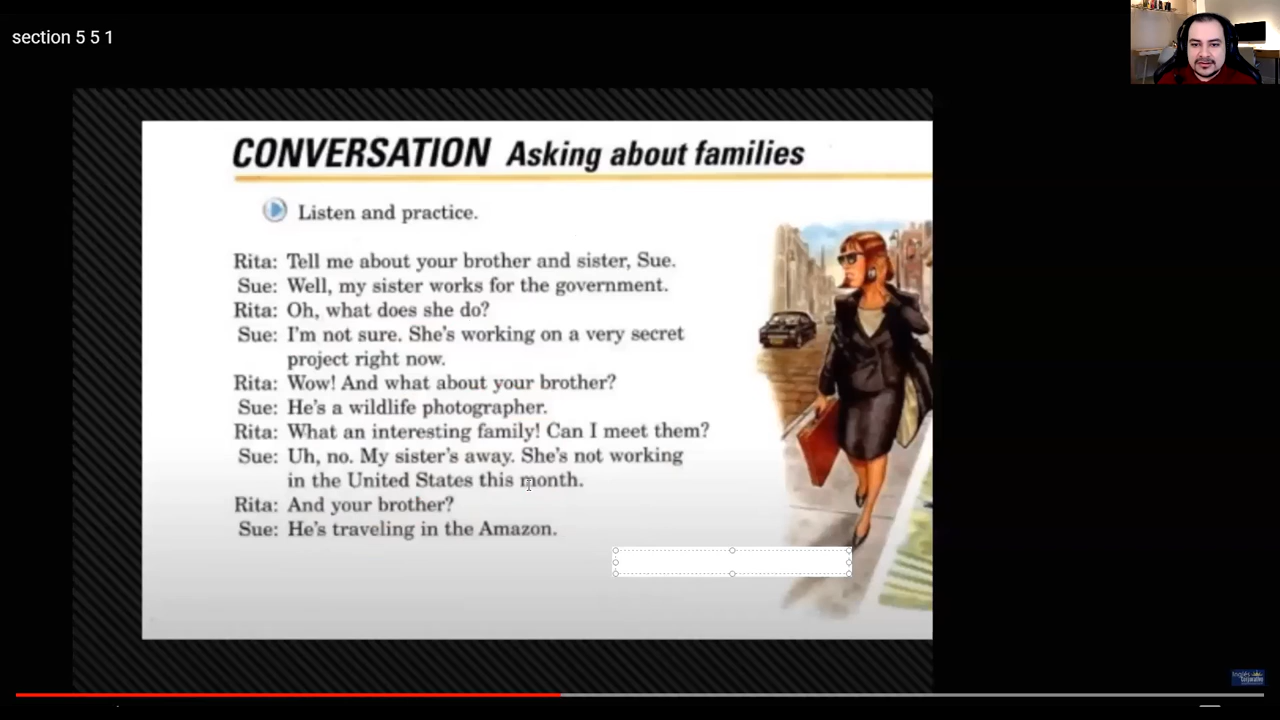 section 5 5 1
CONVERSATION Asking about families
Listen and practice.
Rita: Tell me about your brother and sister, Sue.
Sue: Well, my sister works for the government.
Rita: Oh, what does she do?
Sue: I'm not sure. She's working on a very secret
project right now.
Rita: Wow! And what about your brother?
Sue: He's a wildlife photographer.
Rita: What an interesting family! Can I meet them?
Sue: Uh, no. My sister's away. She's not working
in the United States this month.
Rita: And your brother?
Sue: He's traveling in the Amazon.